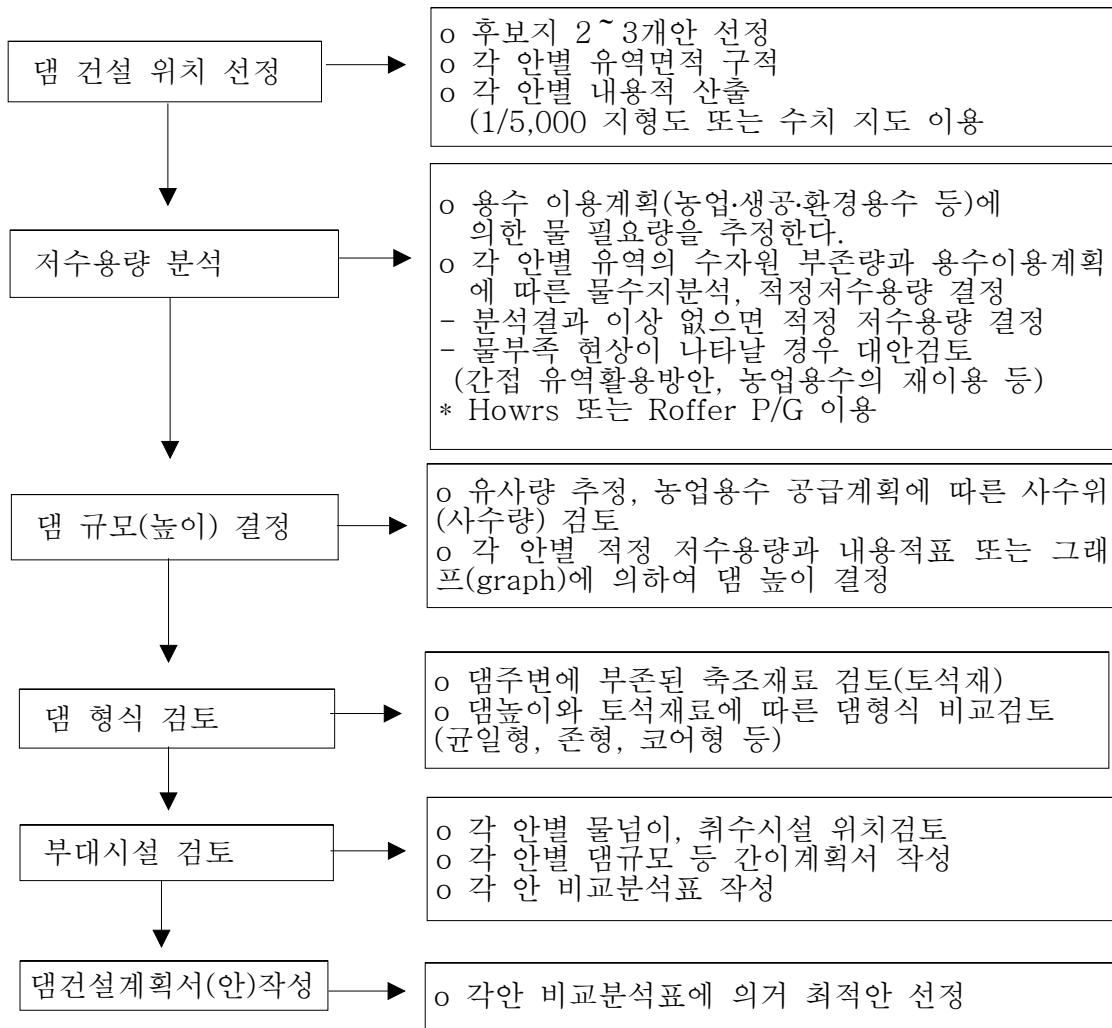 댐 건설 위치 선정
o 후보지 2~3개안 선정
o 각 안별 유역면적 구적
o 각 안별 내용적 산출
(1/5,000 지형도 또는 수치 지도 이용
저수용량 분석
o 용수 이용계획(농업·생공·환경용수 등)에
의한 물 필요량을 추정한다.
o 각 안별 유역의 수자원 부존량과 용수이용계획
에 따른 물수지분석, 적정저수용량 결정
- 분석결과 이상 없으면 적정 저수용량 결정
- 물부족 현상이 나타날 경우 대안검토
(간접 유역활용방안, 농업용수의 재이용 등)
* Howrs 또는 Roffer P/G 이용
댐 규모(높이) 결정
o 유사량 추정, 농업용수 공급계획에 따른 사수위
(사수량) 검토
o 각 안별 적정 저수용량과 내용적표 또는 그래
프(graph)에 의하여 댐 높이 결정
댐 형식 검토
o 댐주변에 부존된 축조재료 검토(토석재)
o 댐높이와 토석재료에 따른 댐형식 비교검토
(균일형, 존형, 코어형 등)
부대시설 검토
o 각 안별 물넘이, 취수시설 위치검토
o 각 안별 댐규모 등 간이계획서 작성
o 각 안 비교분석표 작성
댐건설계획서(안)작성
o 각안 비교분석표에 의거 최적안 선정